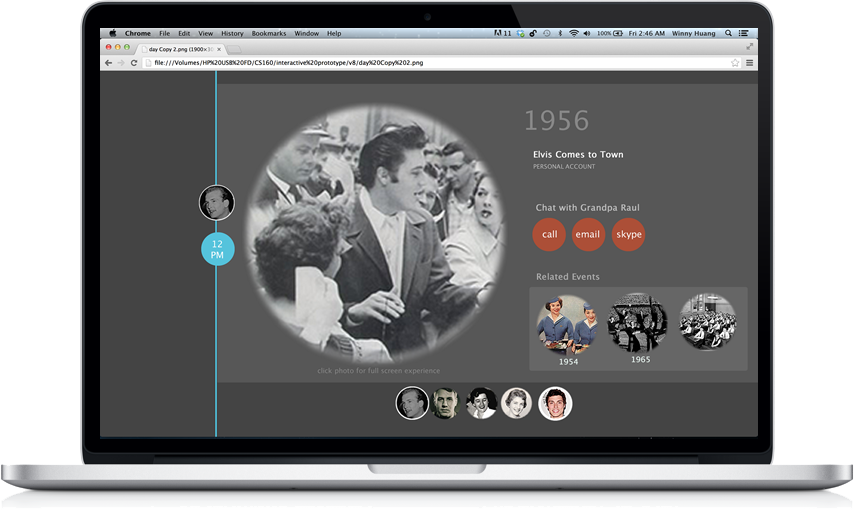 Chrome File Edit View History Bookmarks Window Help 11 100% Fri 2:46 AM Winny Huang
day Copy 2.png (1900×30
file:///Volumes/HP%20USB%20FD/CS160/interactive%20prototype/v8/day%20Copy%202.png
1956
Elvis Comes to Town
PERSONAL ACCOUNT
Chat with Grandpa Raul
call email skype
12
PM
Related Events
1954 1965
click photo for full screen experience